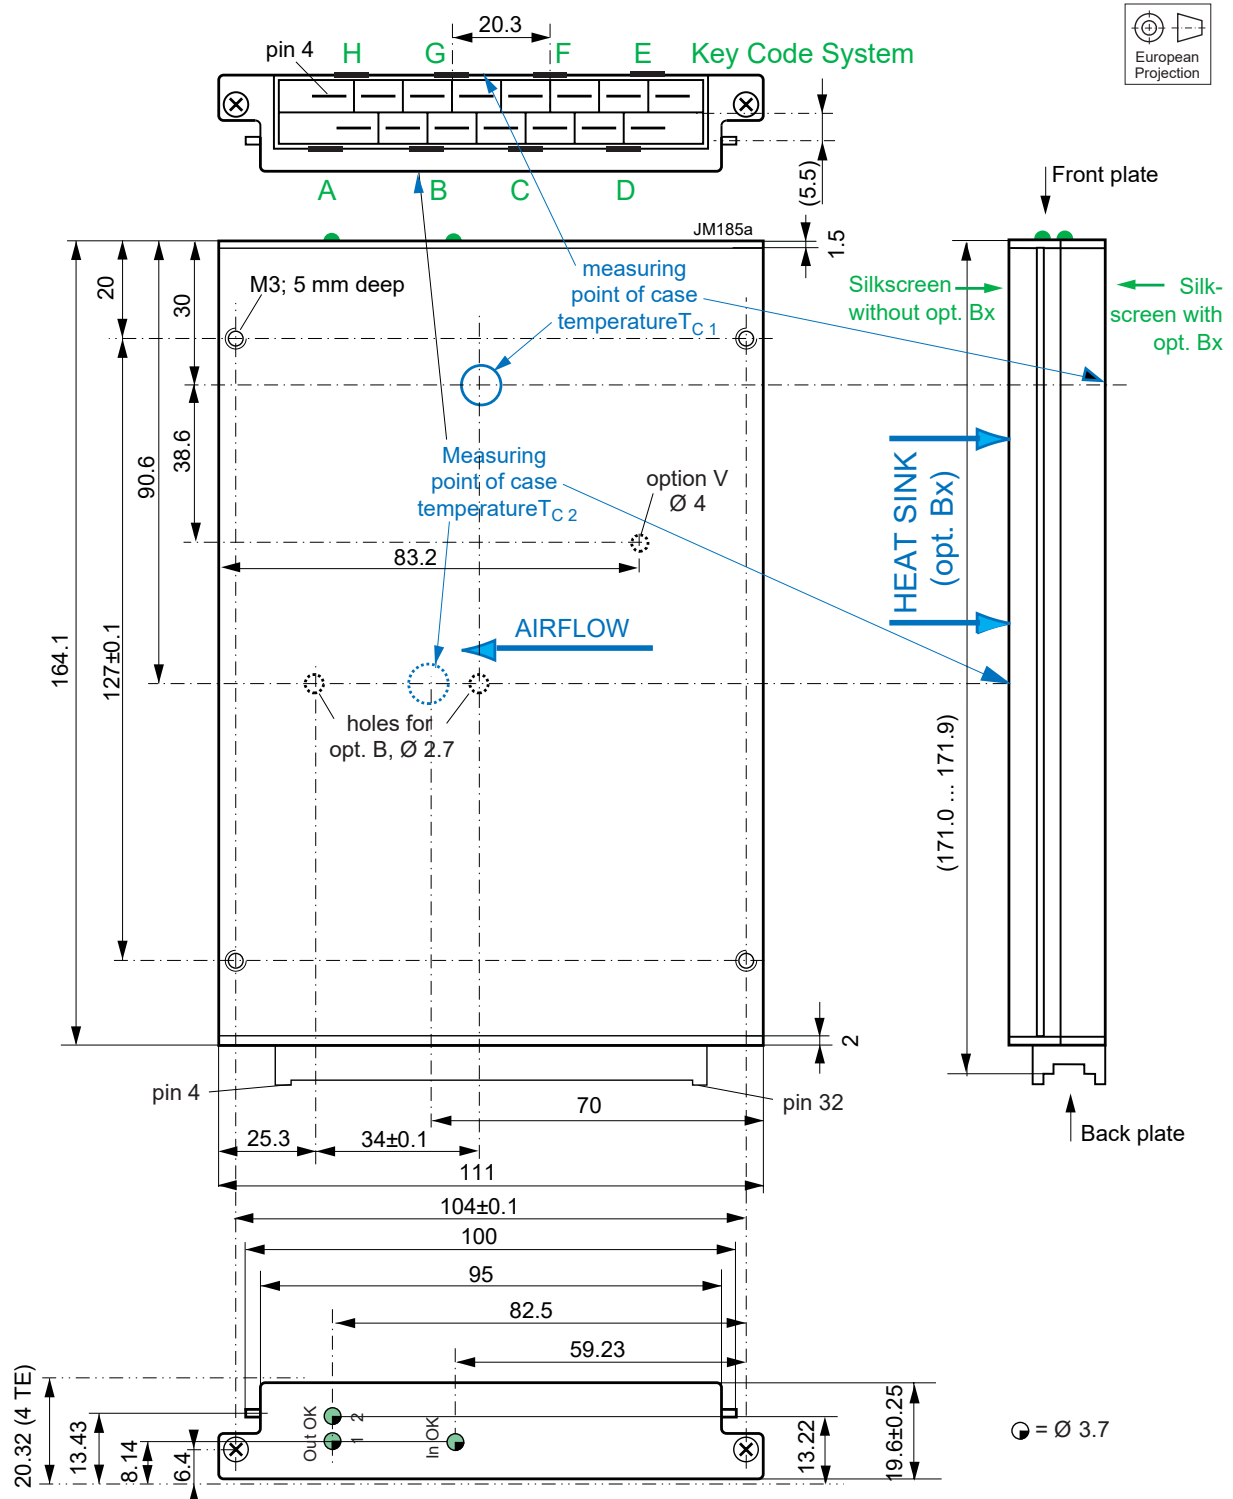 20.3
pin 4
H
G
F
E
Key Code System
European
Projection
A
B
C
D
(5.5)
Front plate
JM185a
1.5
20
30
M3; 5 mm deep
measuring
point of case
temperatureTC 1
Silkscreen
without opt. Bx
Silk-
screen with
opt. Bx
38.6
90.6
Measuring
point of case
temperatureTC 2
option V
Ø 4
83.2
HEAT SINK
(opt. Bx)
AIRFLOW
164.1
127±0.1
holes for
opt. B, Ø 2.7
(171.0 ... 171.9)
2
pin 4
pin 32
70
25.3
34±0.1
Back plate
111
104±0.1
100
95
82.5
59.23
20.32 (4 TE)
13.43
8.14
6.4
Out OK
1
2
In OK
13.22
19.6±0.25
= Ø 3.7